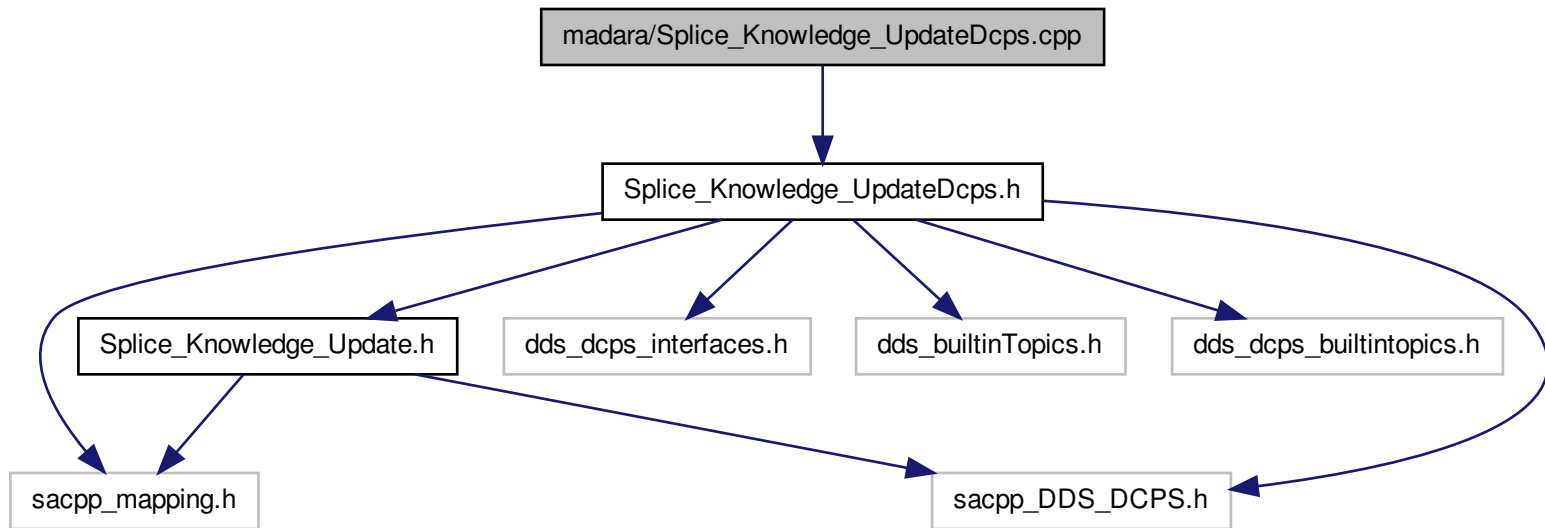 madara/Splice_Knowledge_UpdateDcps.cpp
Splice_Knowledge_UpdateDcps.h
Splice_Knowledge_Update.h
dds_dcps_interfaces.h
dds_builtinTopics.h
dds_dcps_builtintopics.h
sacpp_mapping.h
sacpp_DDS_DCPS.h